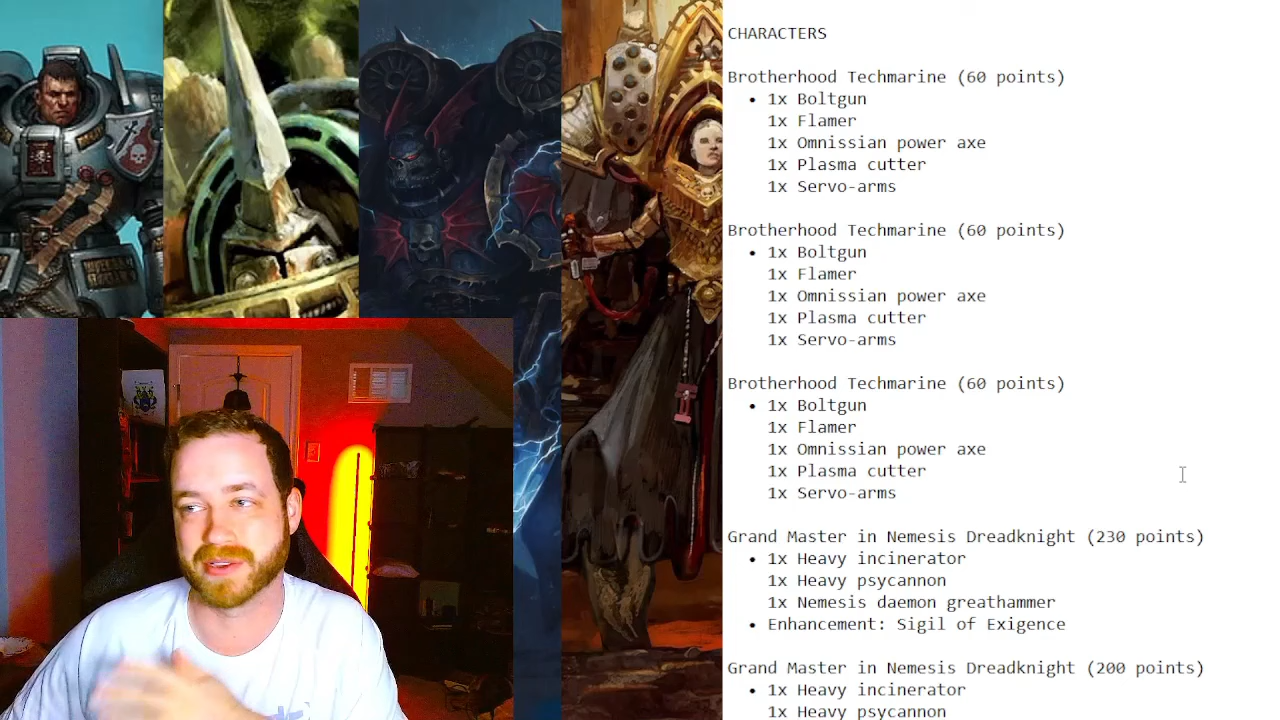 CHARACTERS
Brotherhood Techmarine (60 points)
• 1x Boltgun
1x Flamer
1x Omnissian power axe
1x Plasma cutter
1x Servo-arms
Brotherhood Techmarine (60 points)
• 1x Boltgun
1x Flamer
1x Omnissian power axe
1x Plasma cutter
1x Servo-arms
Brotherhood Techmarine (60 points)
• 1x Boltgun
1x Flamer
1x Omnissian power axe
1x Plasma cutter
1x Servo-arms
Grand Master in Nemesis Dreadknight (230 points)
• 1x Heavy incinerator
1x Heavy psycannon
1x Nemesis daemon greathammer
• Enhancement: Sigil of Exigence
Grand Master in Nemesis Dreadknight (200 points)
• 1x Heavy incinerator
1x Heavy psycannon